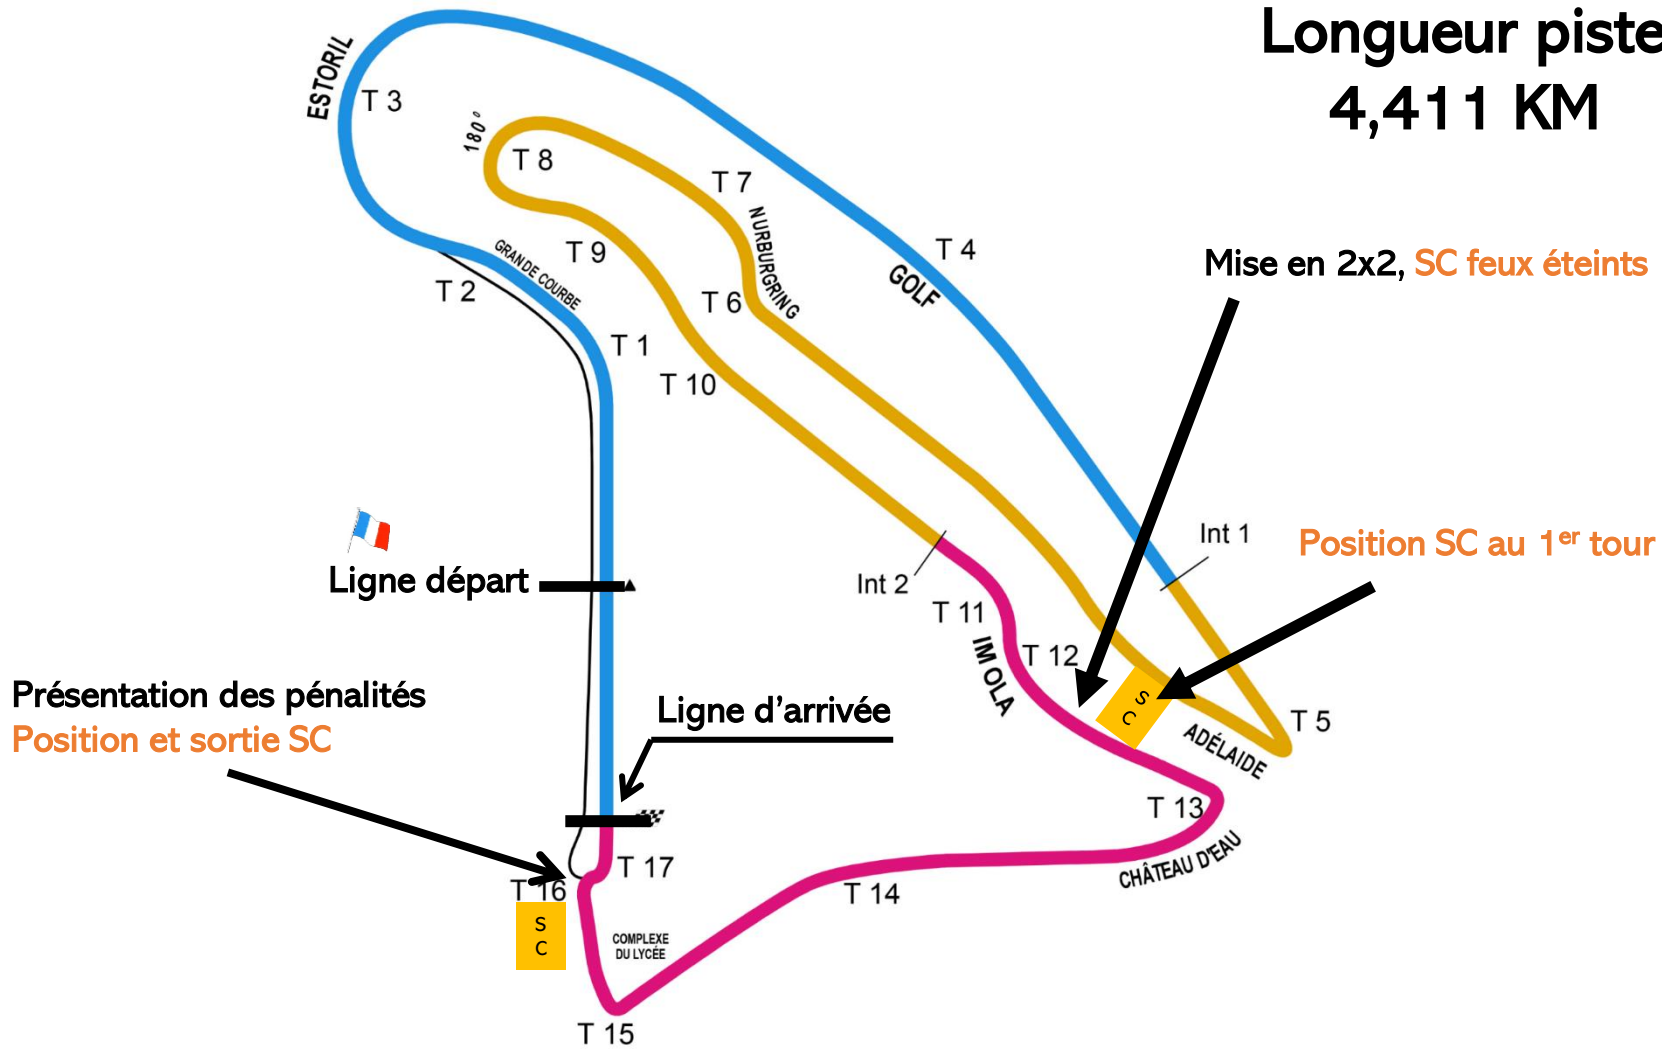 Longueur piste
4,411 KM
ESTORIL
T 3
180°
T 8
T 7
NURBURGRING
T 4
GOLF
Mise en 2x2, SC feux éteints
GRANDE COURBE
T 9
T 2
T 6
T 1
T 10
Int 1
Position SC au 1er tour
Ligne départ
Int 2
T 11
IMOLA
T 12
S
C
T 5
ADÉLAIDE
Présentation des pénalités
Position et sortie SC
Ligne d'arrivée
T 13
CHÂTEAU D'EAU
T 17
T 16
T 14
S
C
COMPLEXE
DU LYCÉE
T 15